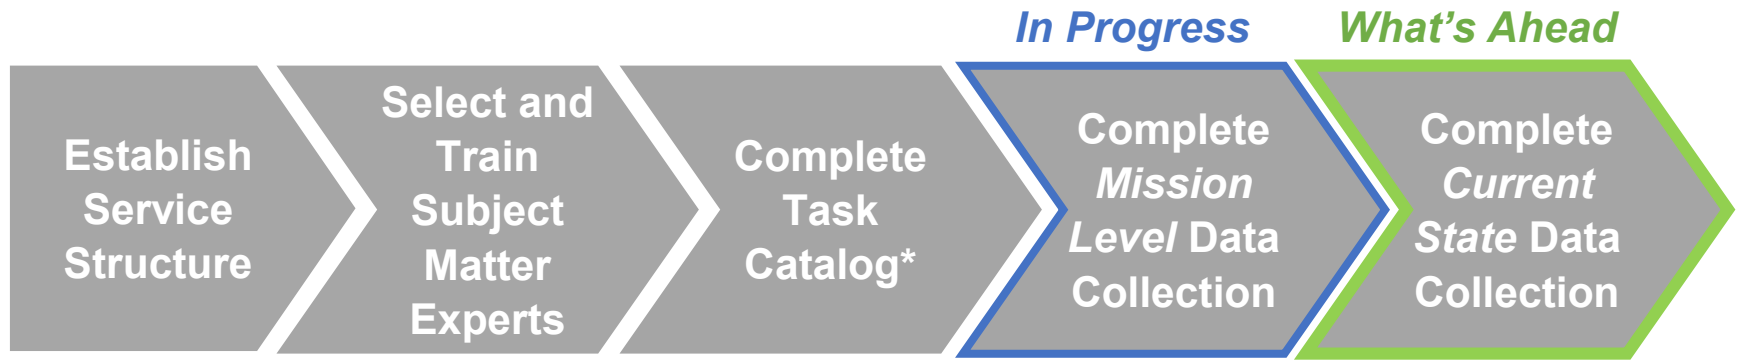 In Progress
What's Ahead
Establish
Service
Structure
Select and
Train
Subject
Matter
Experts
Complete
Task
Catalog*
Complete
Mission
Level Data
Collection
Complete
Current
State Data
Collection